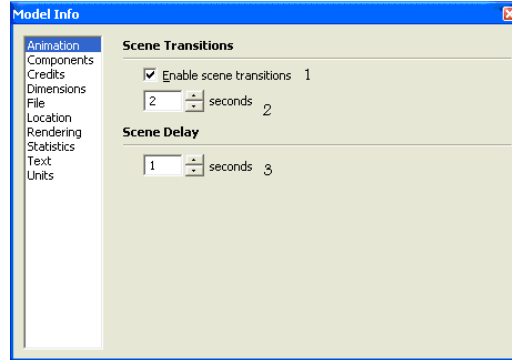 Model Info
Animation
Components
Credits
Dimensions
File
Location
Rendering
Statistics
Text
Units
Scene Transitions
Enable scene transitions 1
2 seconds 2
Scene Delay
1 seconds 3